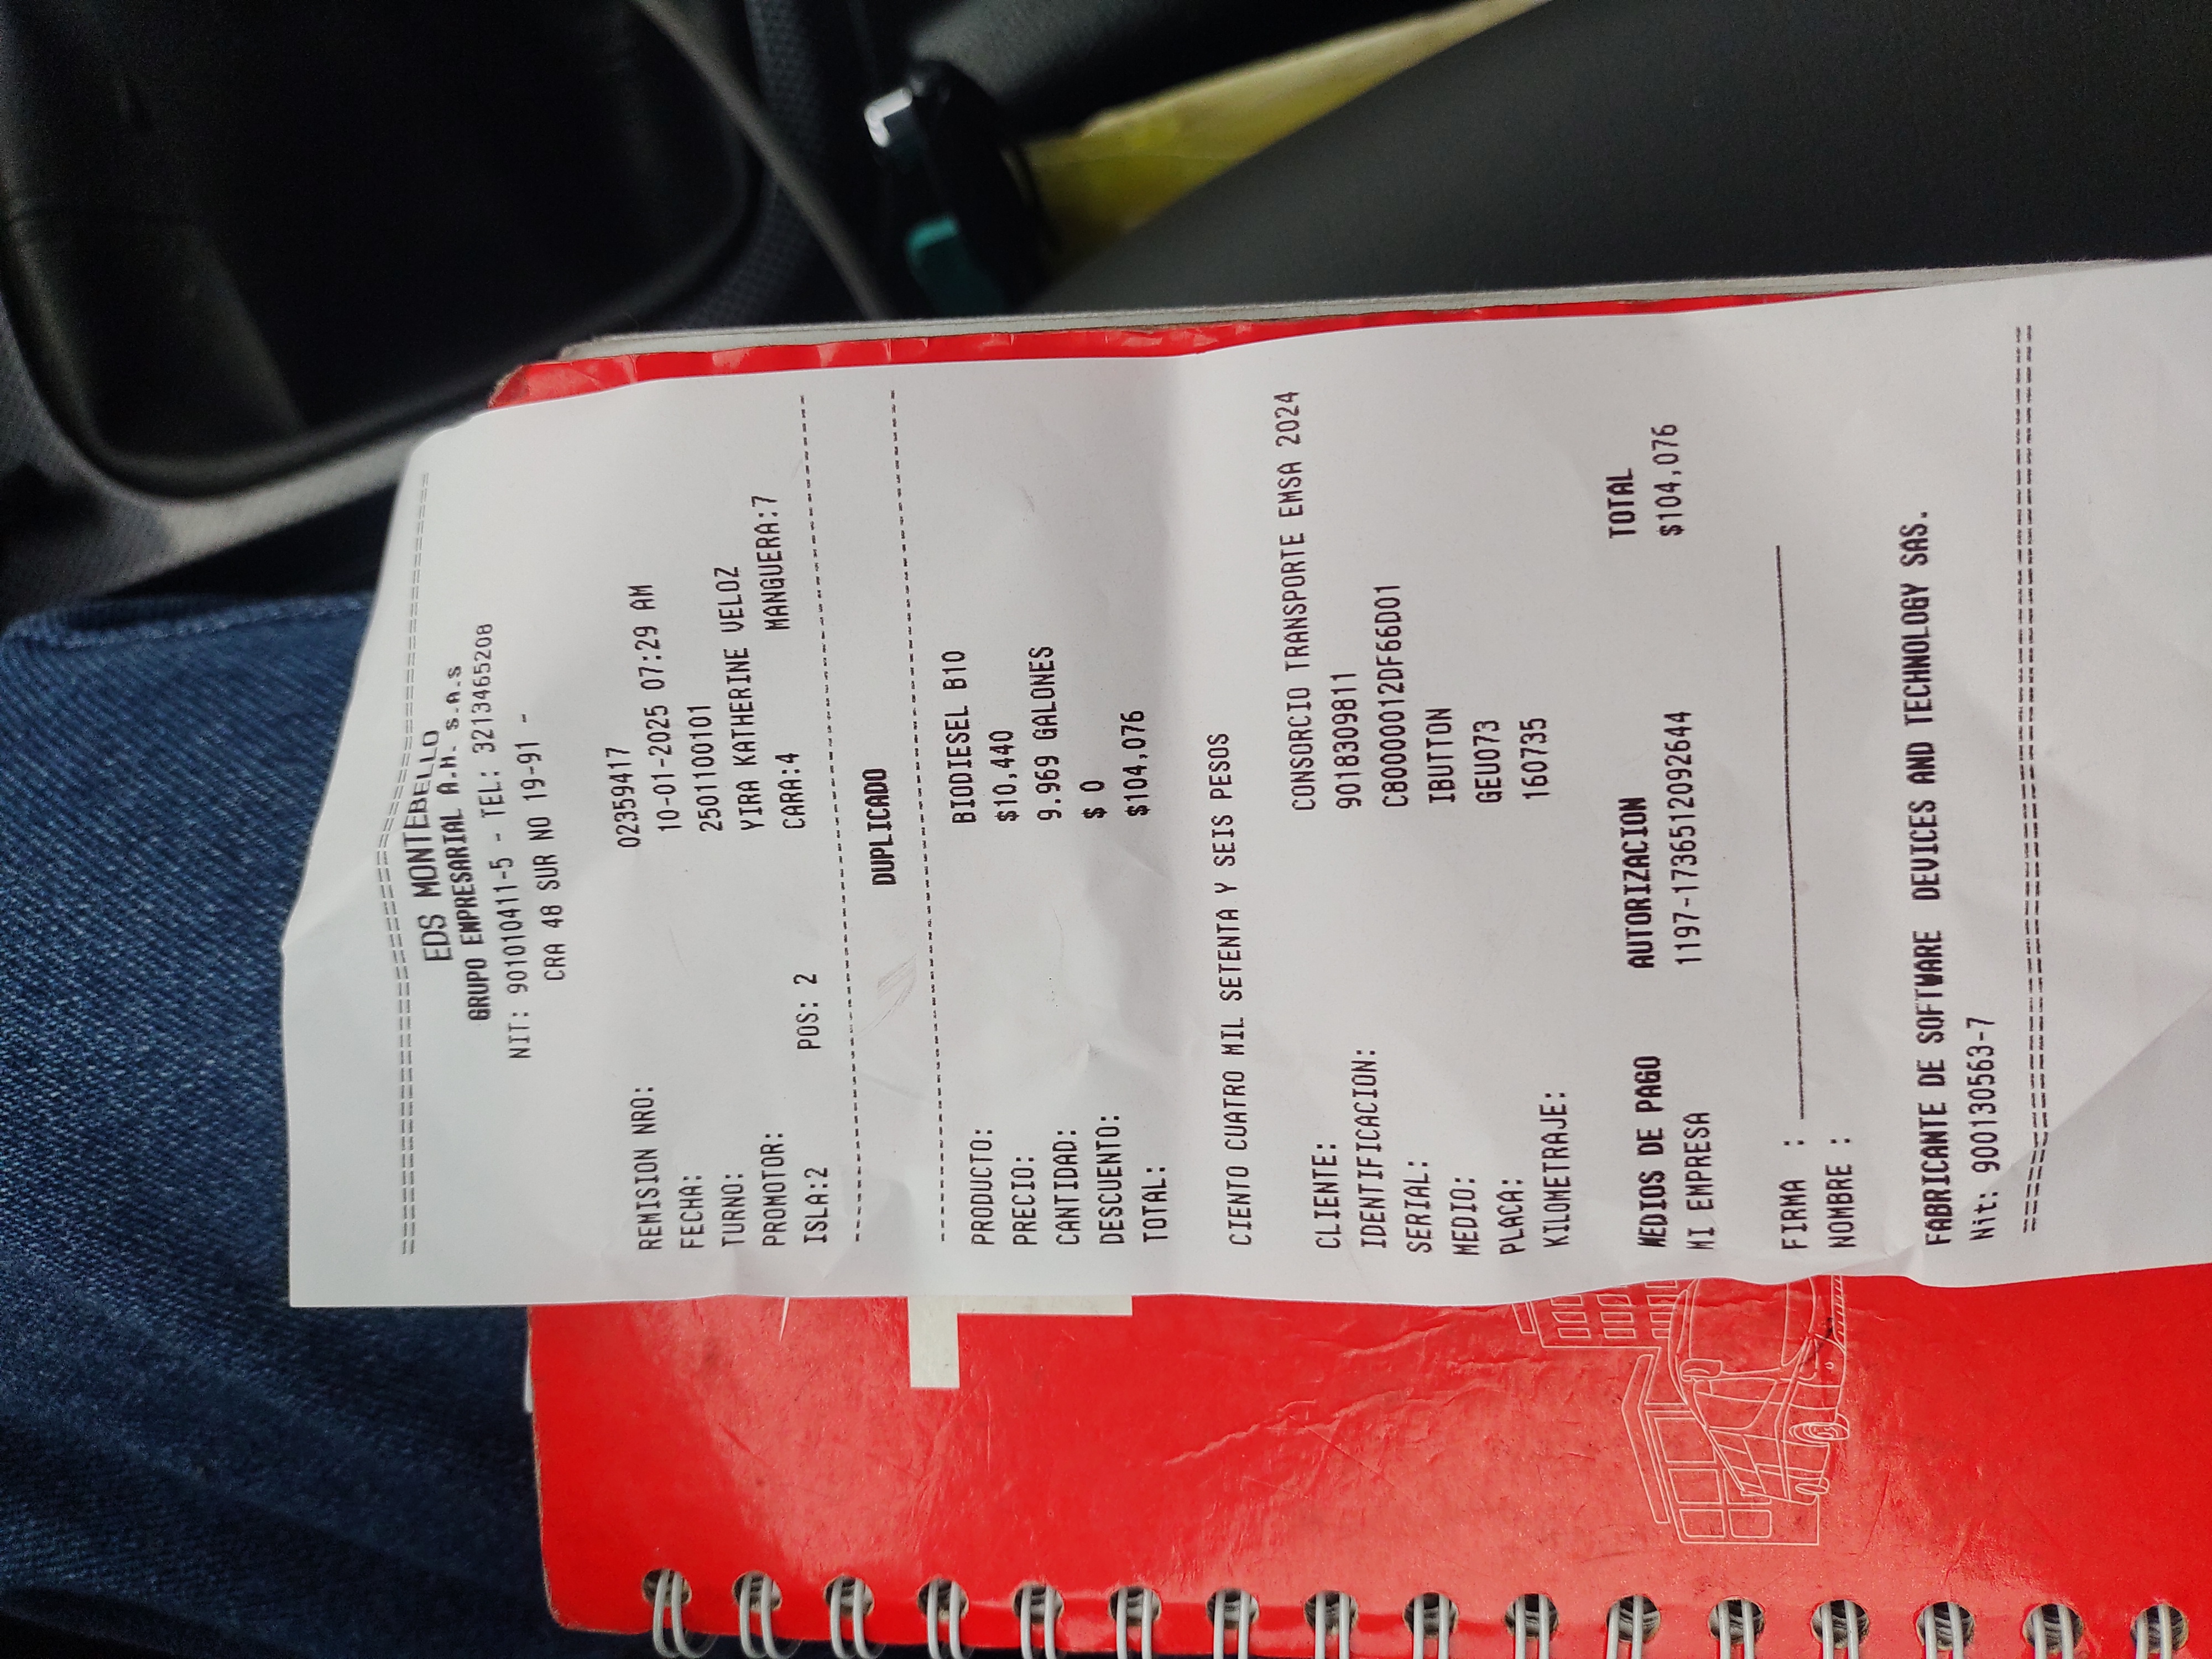 ================================================
EDS MONTEBELLO
GRUPO EMPRESARIAL A.H. S.A.S
NIT: 901010411-5 - TEL: 3213465208
CRA 48 SUR NO 19-91 -
REMISION NRO: 02359417
FECHA: 10-01-2025 07:29 AM
TURNO: 2501100101
PROMOTOR: YIRA KATHERINE VELOZ
ISLA:2 POS: 2 CARA:4 MANGUERA:7
------------------------------------------------
DUPLICADO
------------------------------------------------
PRODUCTO: BIODIESEL B10
PRECIO: $10,440
CANTIDAD: 9.969 GALONES
DESCUENTO: $ 0
TOTAL: $104,076
CIENTO CUATRO MIL SETENTA Y SEIS PESOS
CLIENTE: CONSORCIO TRANSPORTE EMSA 2024
IDENTIFICACION: 9018309811
SERIAL: C8000012DF66D01
MEDIO: IBUTTON
PLACA: GEU073
KILOMETRAJE: 160735
MEDIOS DE PAGO AUTORIZACION TOTAL
MI EMPRESA 1197-1736512092644 $104,076
FIRMA : ________________________________
NOMBRE :
FABRICANTE DE SOFTWARE DEVICES AND TECHNOLOGY SAS.
Nit: 900130563-7
================================================